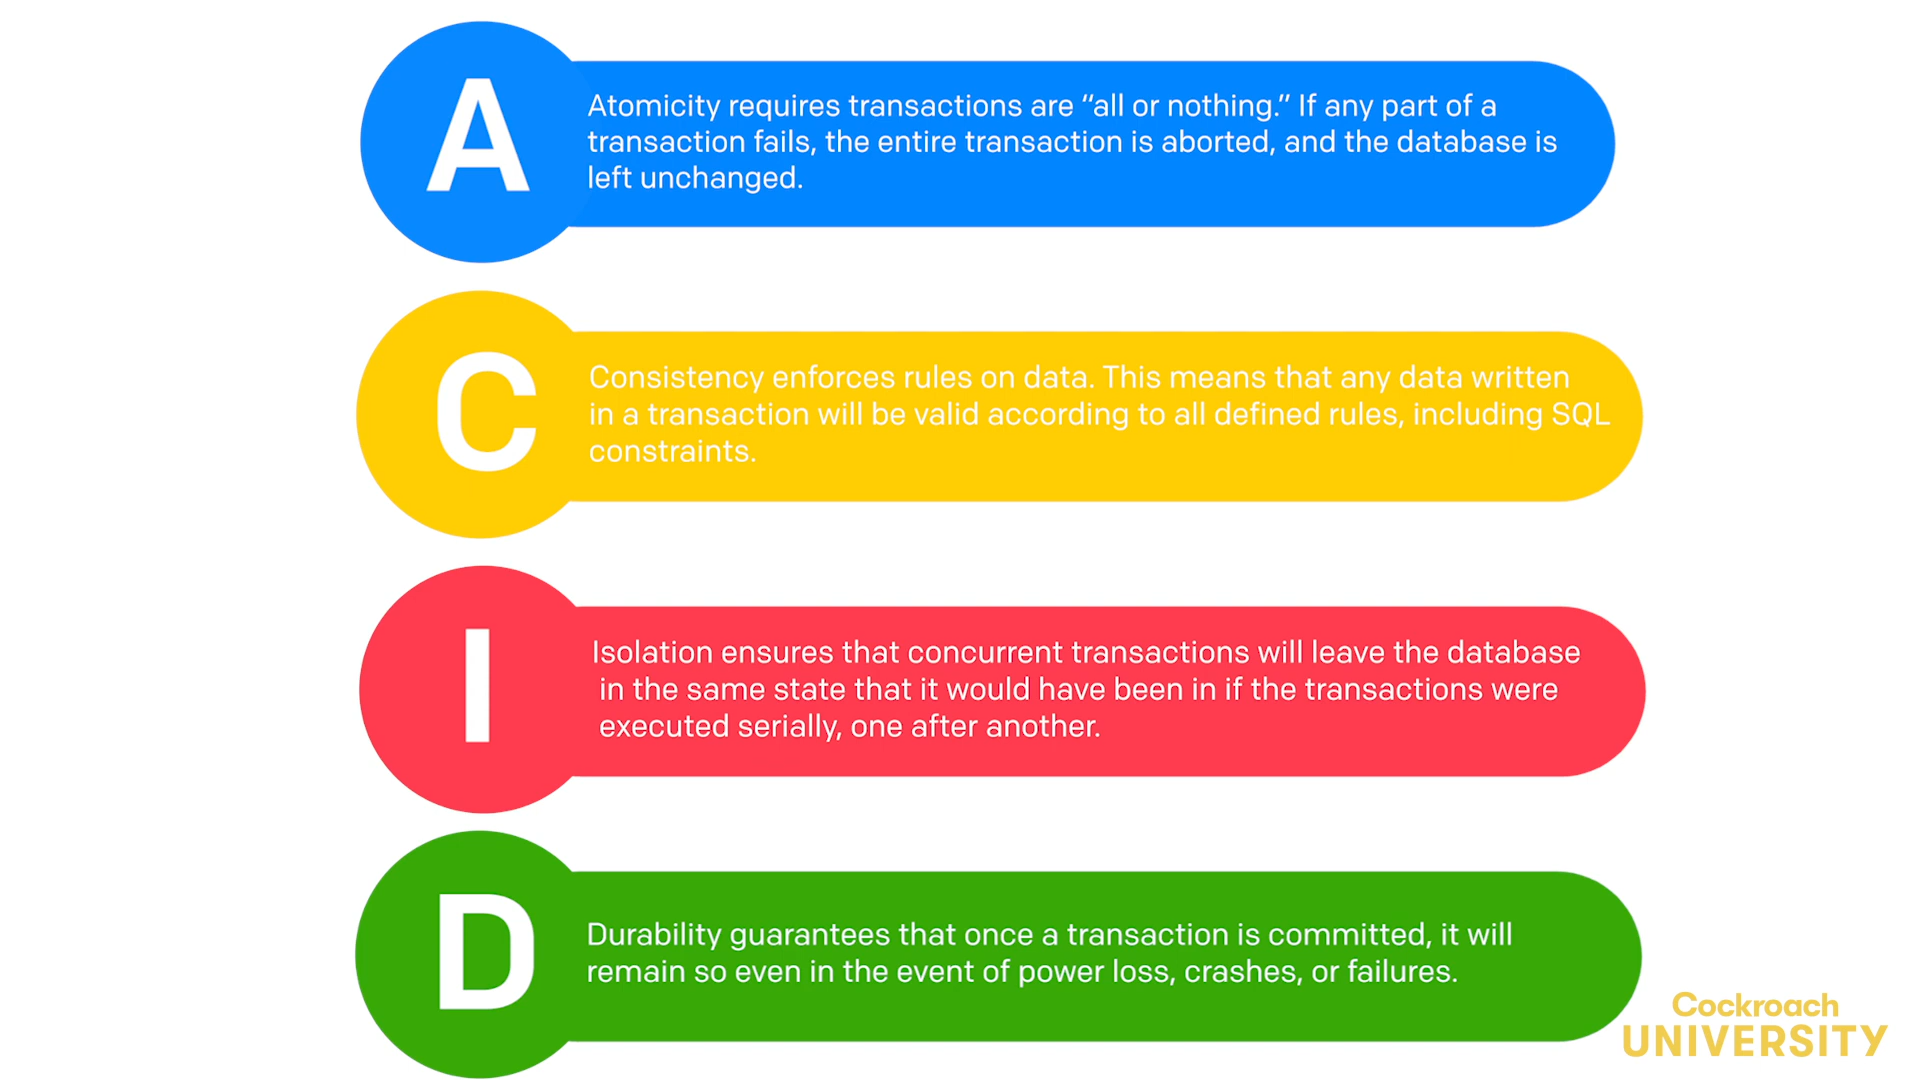 A
Atomicity requires transactions are “all or nothing.” If any part of a
transaction fails, the entire transaction is aborted, and the database is
left unchanged.
C
Consistency enforces rules on data. This means that any data written
in a transaction will be valid according to all defined rules, including SQL
constraints.
I
Isolation ensures that concurrent transactions will leave the database
in the same state that it would have been in if the transactions were
executed serially, one after another.
D
Durability guarantees that once a transaction is committed, it will
remain so even in the event of power loss, crashes, or failures.
Cockroach
UNIVERSITY